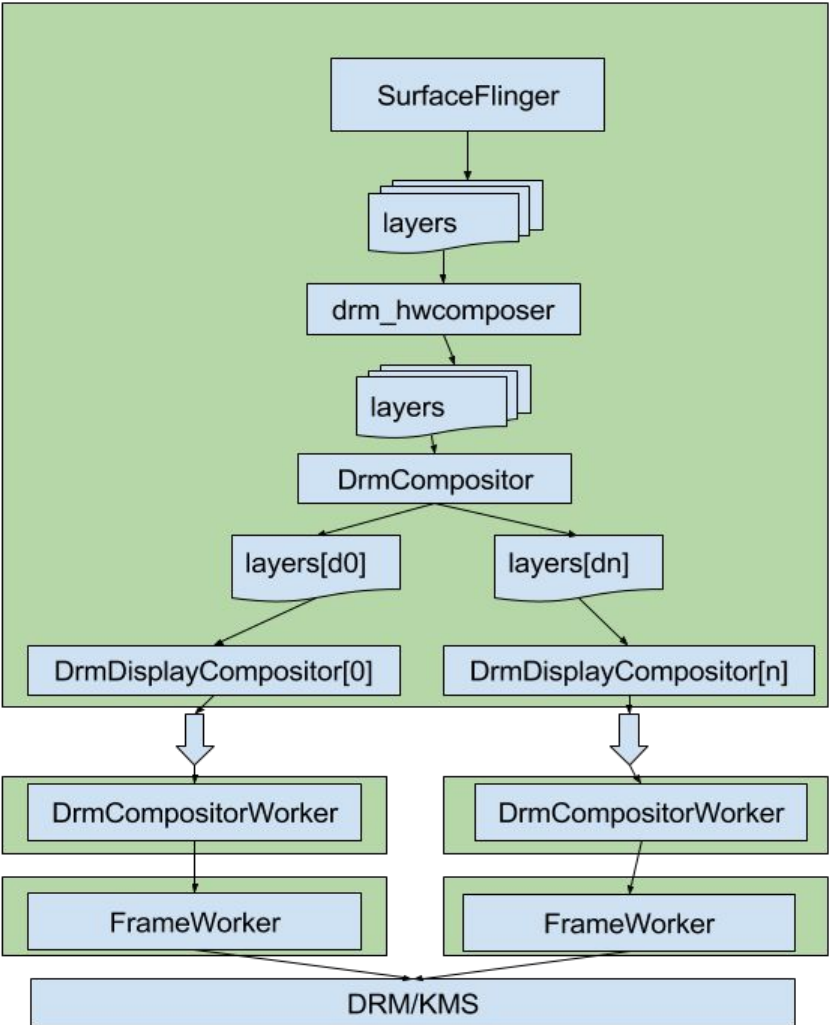 SurfaceFlinger
layers
drm_hwcomposer
layers
DrmCompositor
layers[d0]
layers[dn]
DrmDisplayCompositor[0]
DrmDisplayCompositor[n]
DrmCompositorWorker
DrmCompositorWorker
FrameWorker
FrameWorker
DRM/KMS